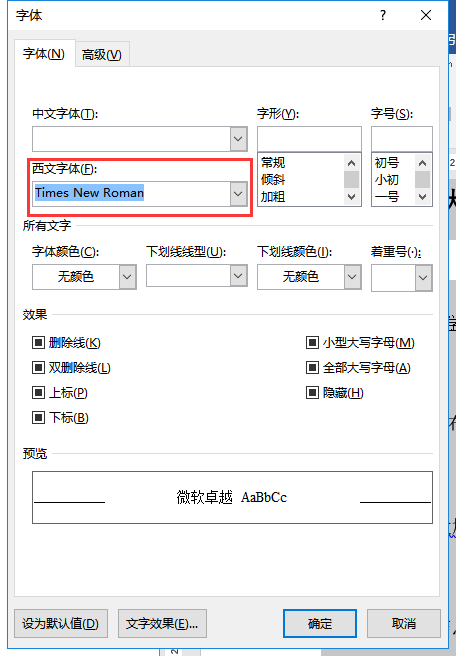 字体
字体(N) 高级(V)
中文字体(T): 字形(Y): 字号(S):
西文字体(F): 常规 初号
Times New Roman 倾斜 小初
加粗 一号
所有文字
字体颜色(C): 下划线线型(U): 下划线颜色(I): 着重号(·):
无颜色 无颜色
效果
删除线(K) 小型大写字母(M)
双删除线(L) 全部大写字母(A)
上标(P) 隐藏(H)
下标(B)
预览
微软卓越 AaBbCc
设为默认值(D) 文字效果(E)... 确定 取消